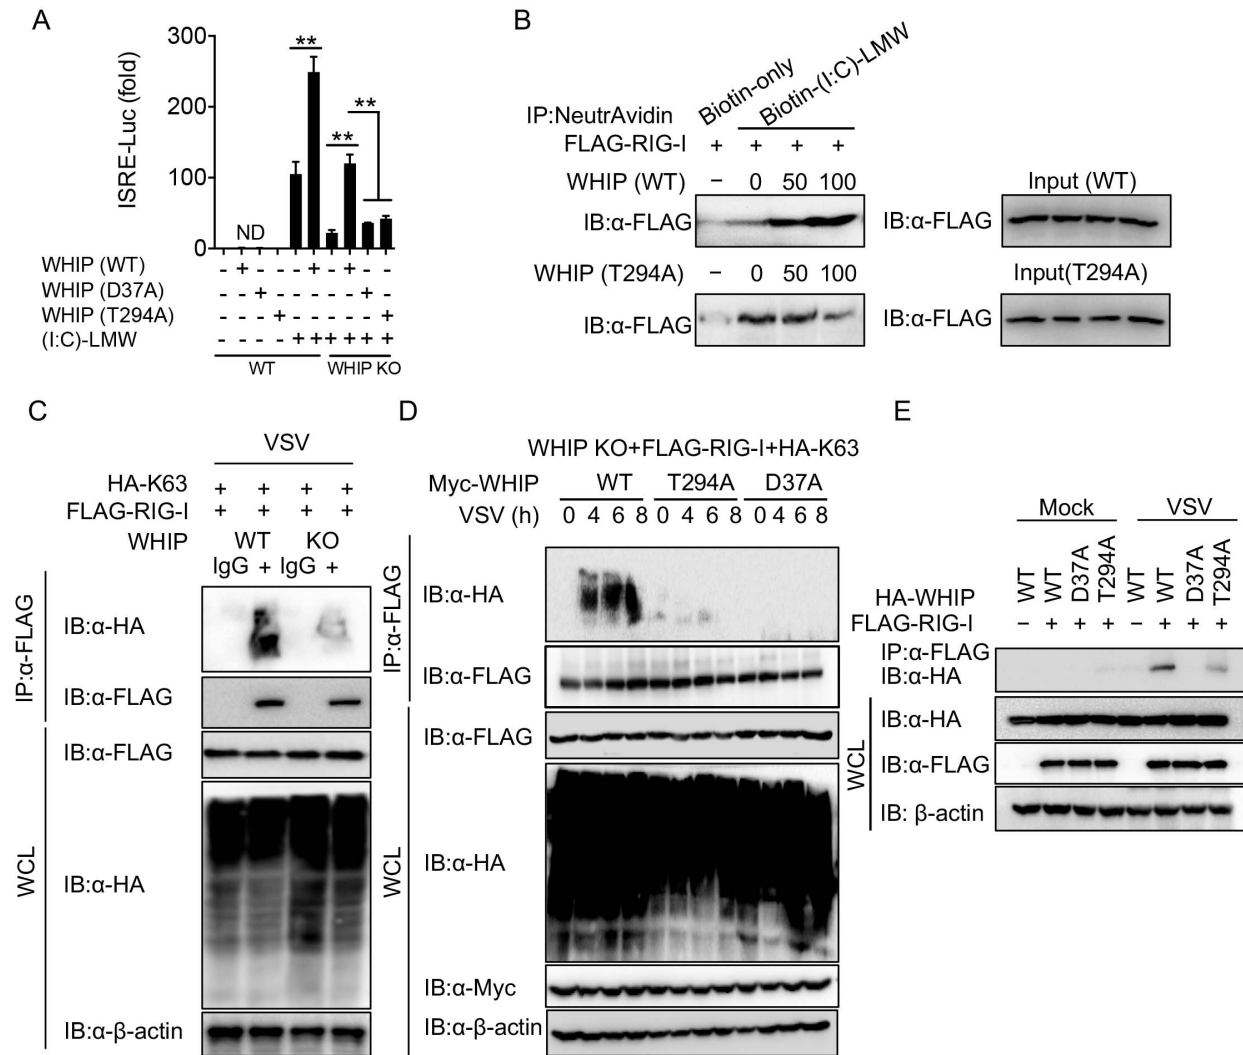 A
300
200
100
0
ISRE-Luc (fold)
** ** **
ND
WHIP (WT) - + - - - + - + - -
WHIP (D37A) - - + - - - - - + -
WHIP (T294A) - - - + - - - - - +
(I:C)-LMW - - - - + + + + + +
WT WHIP KO
B
Biotin-only
Biotin-(I:C)-LMW
IP:NeutrAvidin
FLAG-RIG-I + + + +
WHIP (WT) – 0 50 100
Input (WT)
IB:α-FLAG IB:α-FLAG
WHIP (T294A) – 0 50 100
Input(T294A)
IB:α-FLAG IB:α-FLAG
C
VSV
HA-K63 + + + +
FLAG-RIG-I + + + +
WHIP WT KO
IgG + IgG +
IP:α-FLAG
IB:α-HA
IB:α-FLAG
WCL
IB:α-FLAG
IB:α-HA
IB:α-β-actin
D
WHIP KO+FLAG-RIG-I+HA-K63
Myc-WHIP WT T294A D37A
VSV (h) 0 4 6 8 0 4 6 8 0 4 6 8
IP:α-FLAG
IB:α-HA
IB:α-FLAG
WCL
IB:α-FLAG
IB:α-HA
IB:α-Myc
IB:α-β-actin
E
Mock VSV
HA-WHIP WT WT D37A T294A WT WT D37A T294A
FLAG-RIG-I – + + + – + + +
IP:α-FLAG
IB:α-HA
WCL
IB:α-HA
IB:α-FLAG
IB: β-actin